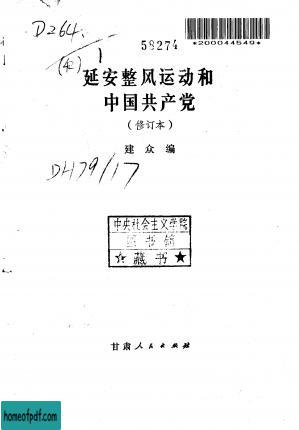 D264.
(4) 1
58274
*200044549*
延安整风运动和
中国共产党
(修订本)
建众编
DH79/17
中央社会主义学院
图书馆
☆藏书★
甘肃人民出版社
homeofpdf.com